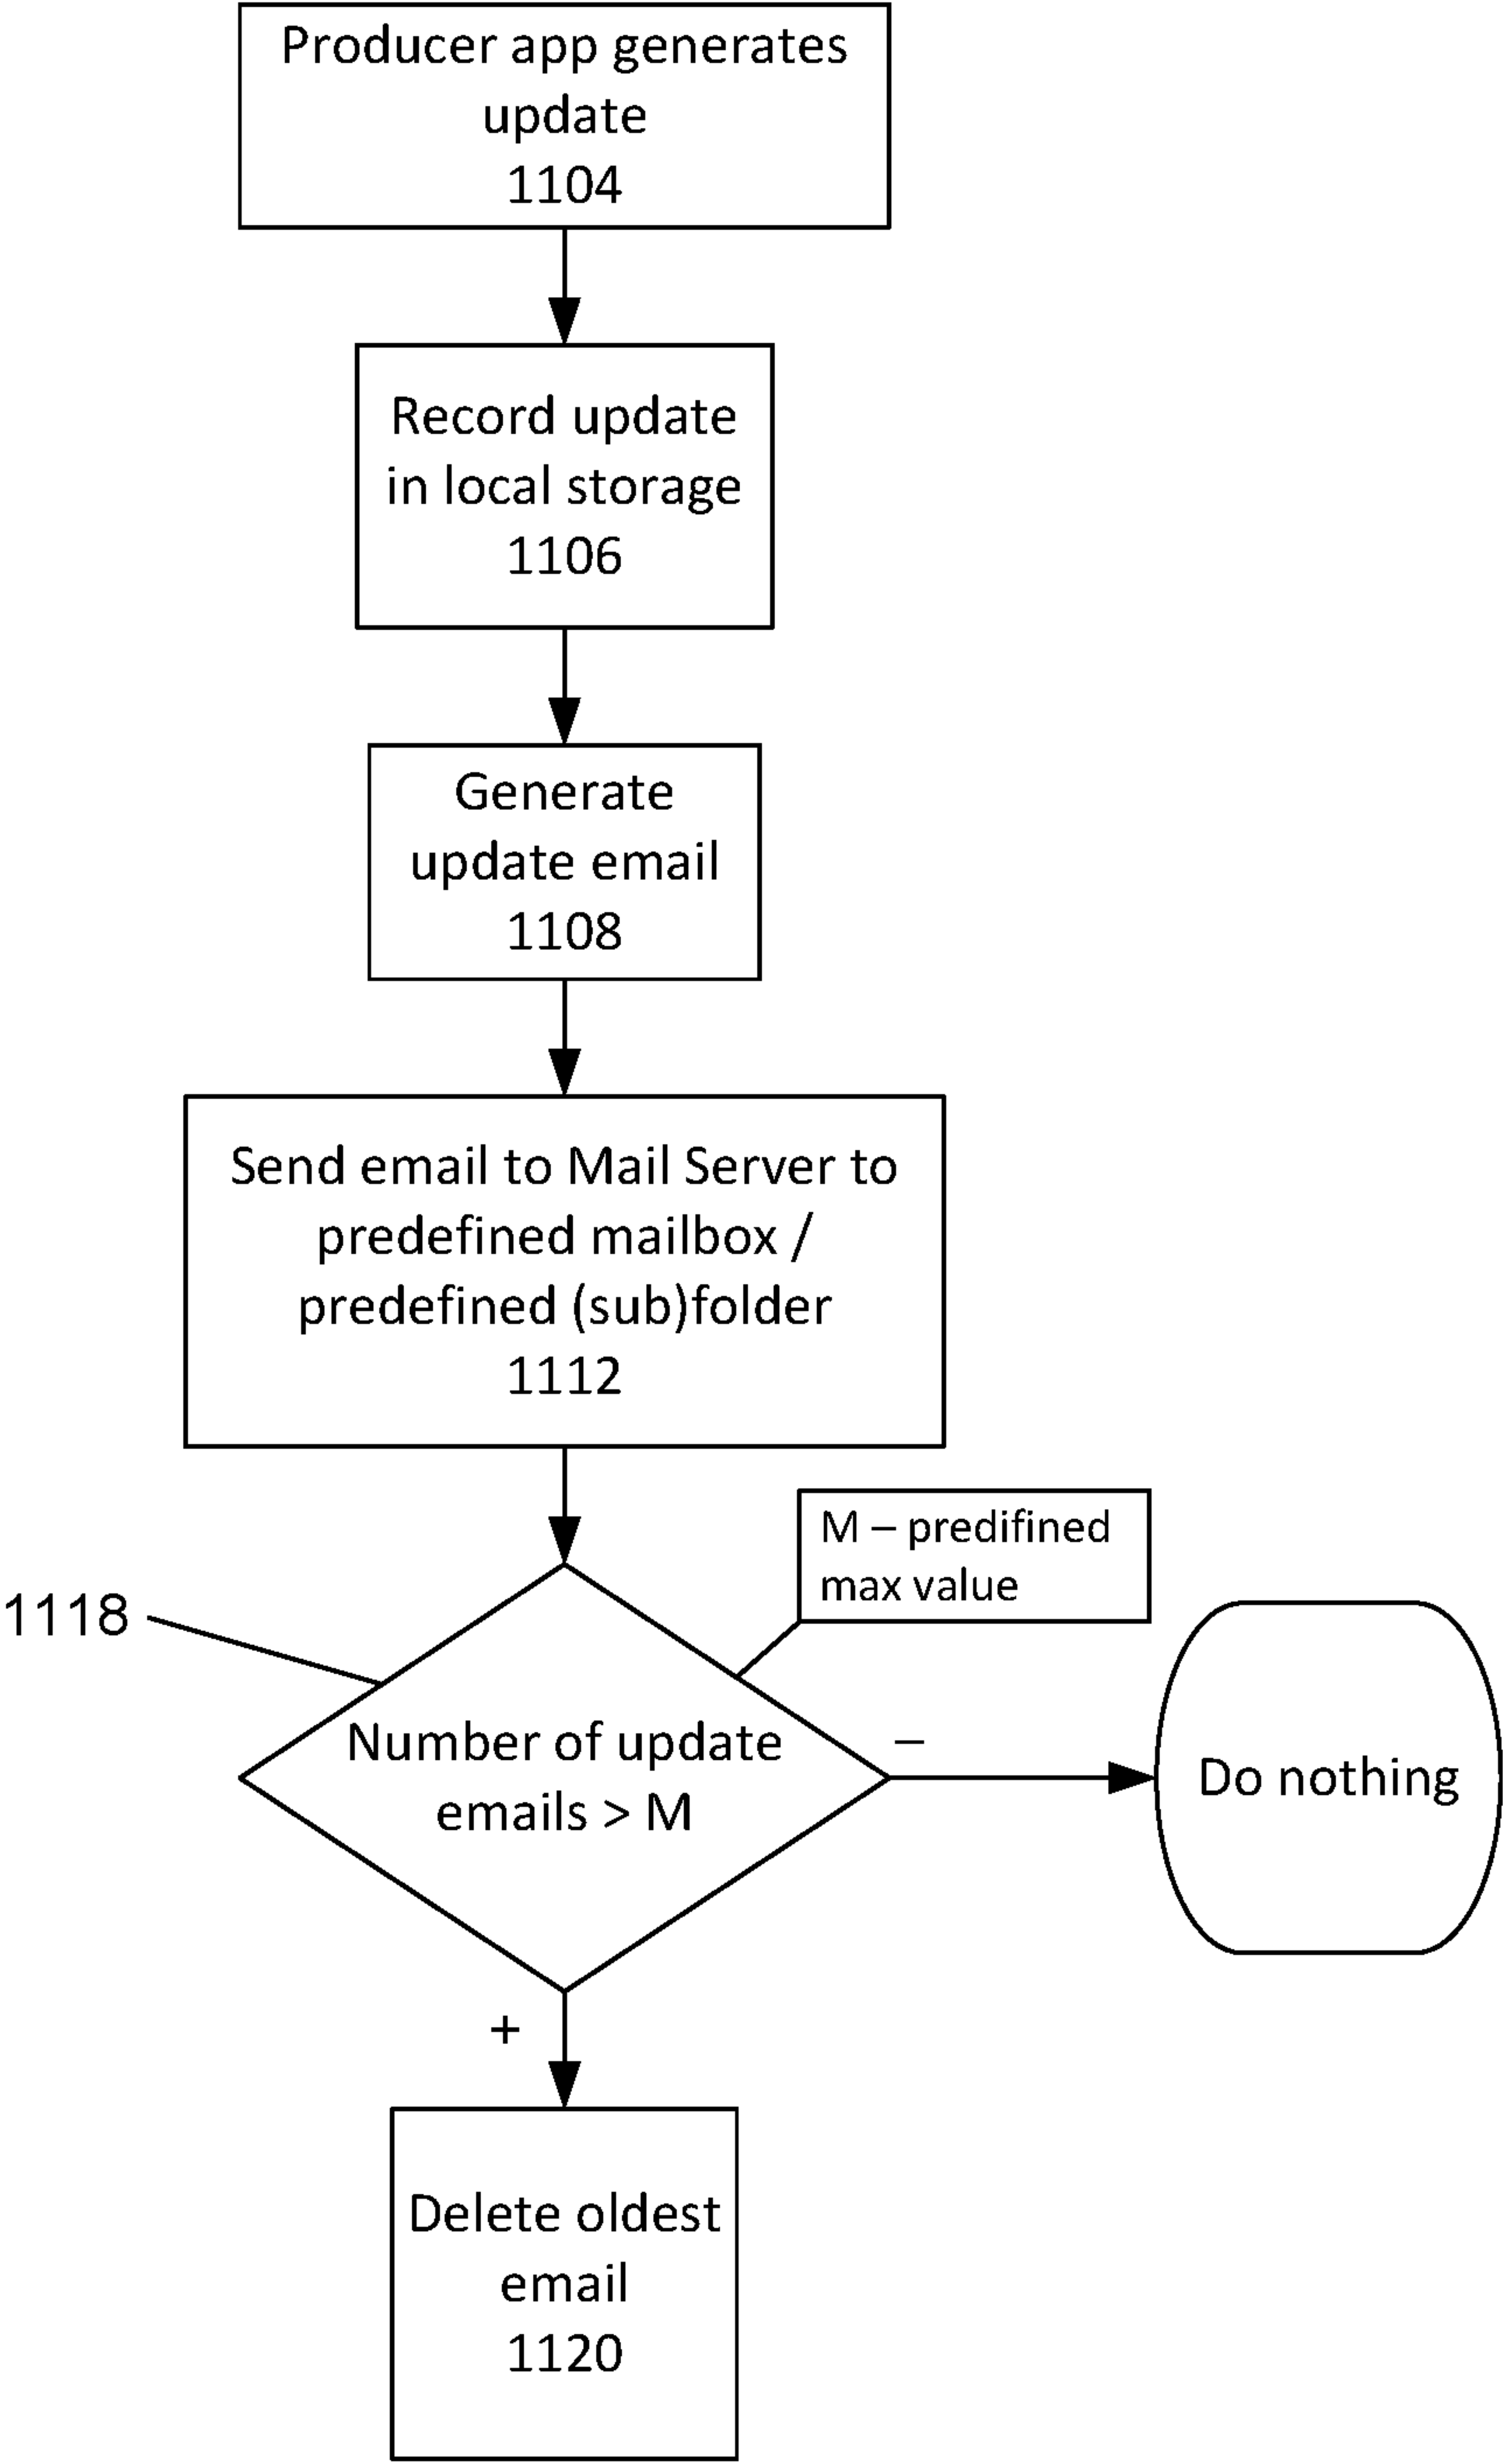 Producer app generates
update
1104
Record update
in local storage
1106
Generate
update email
1108
Send email to Mail Server to
predefined mailbox /
predefined (sub)folder
1112
M – predifined
max value
1118
Number of update
emails > M
–
Do nothing
+
Delete oldest
email
1120